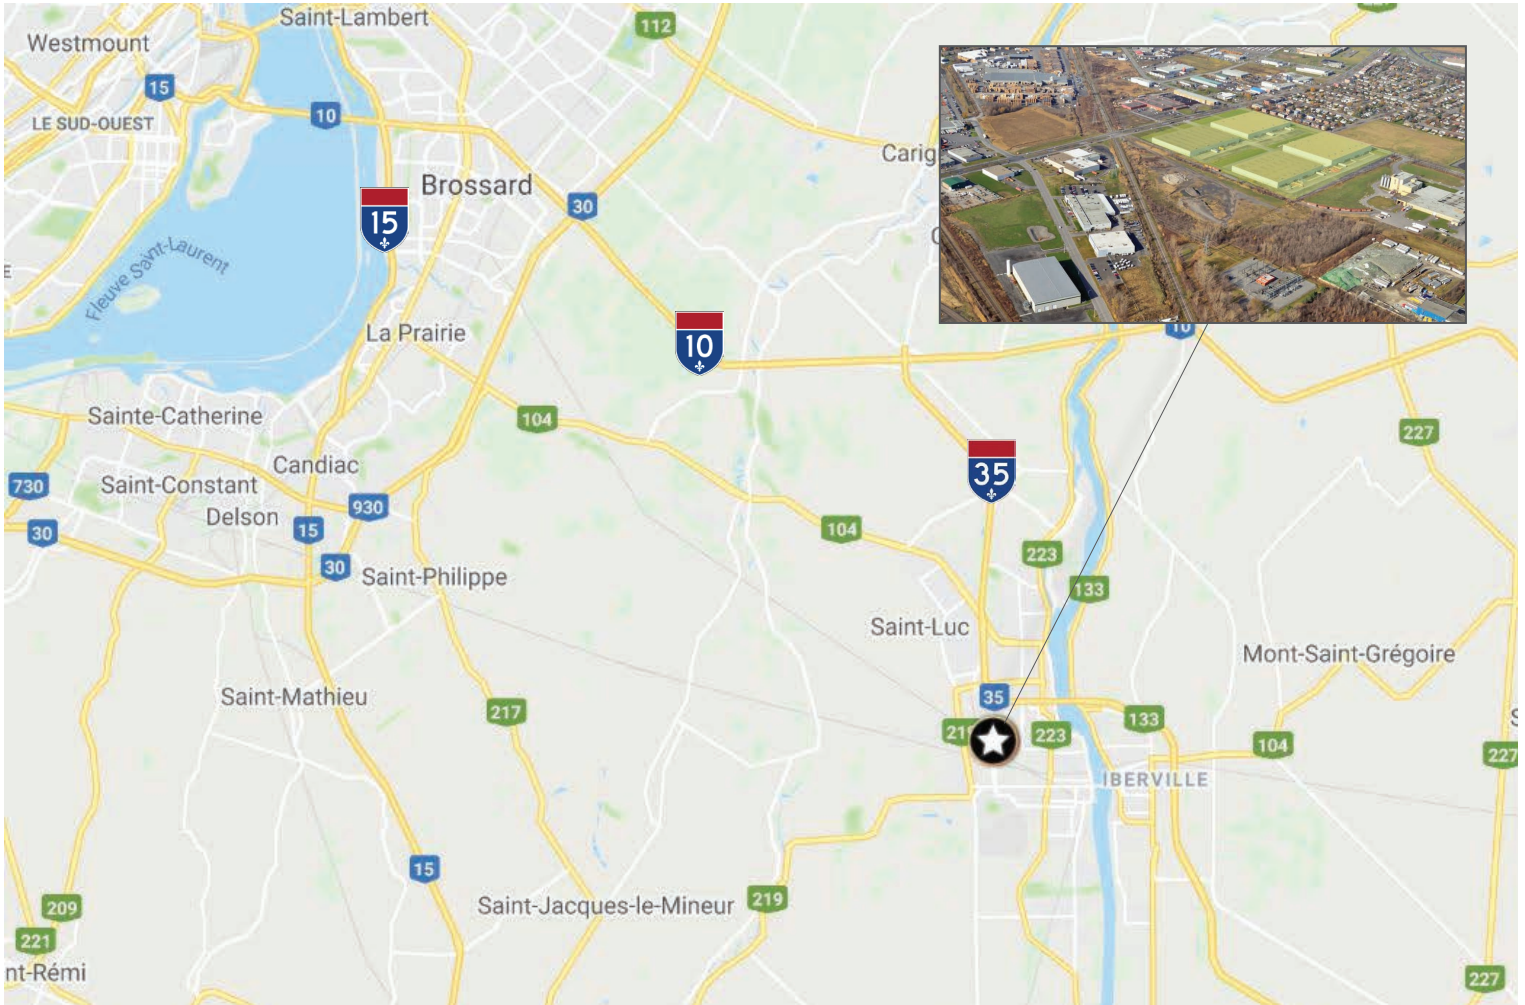 Saint-Lambert
112
Westmount
15
10
LE SUD-OUEST
Carig
Brossard
15
30
Fleuve Saint-Laurent
E
La Prairie
10
10
Sainte-Catherine
104
227
Candiac
35
730
Saint-Constant
930
Delson
15
104
30
223
30
Saint-Philippe
133
Saint-Luc
Mont-Saint-Grégoire
Saint-Mathieu
35
217
133
21
223
104
227
IBERVILLE
15
209
Saint-Jacques-le-Mineur
219
221
nt-Rémi
227